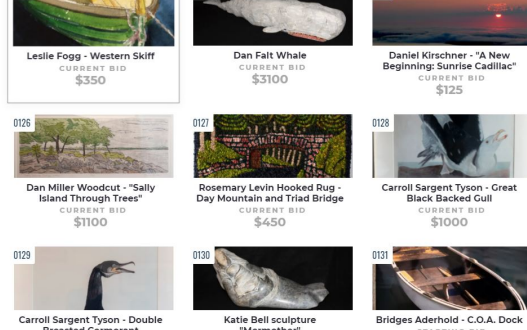 Leslie Fogg - Western Skiff
CURRENT BID
$350
Dan Falt Whale
CURRENT BID
$3100
Daniel Kirschner - "A New
Beginning: Sunrise Cadillac"
CURRENT BID
$125
0126
Dan Miller Woodcut - "Sally
Island Through Trees"
CURRENT BID
$1100
0127
Rosemary Levin Hooked Rug -
Day Mountain and Triad Bridge
CURRENT BID
$450
0128
Carroll Sargent Tyson - Great
Black Backed Gull
CURRENT BID
$1000
0129
Carroll Sargent Tyson - Double
Breasted Cormorant
0130
Katie Bell sculpture
"Mermother"
0131
Bridges Aderhold - C.O.A. Dock